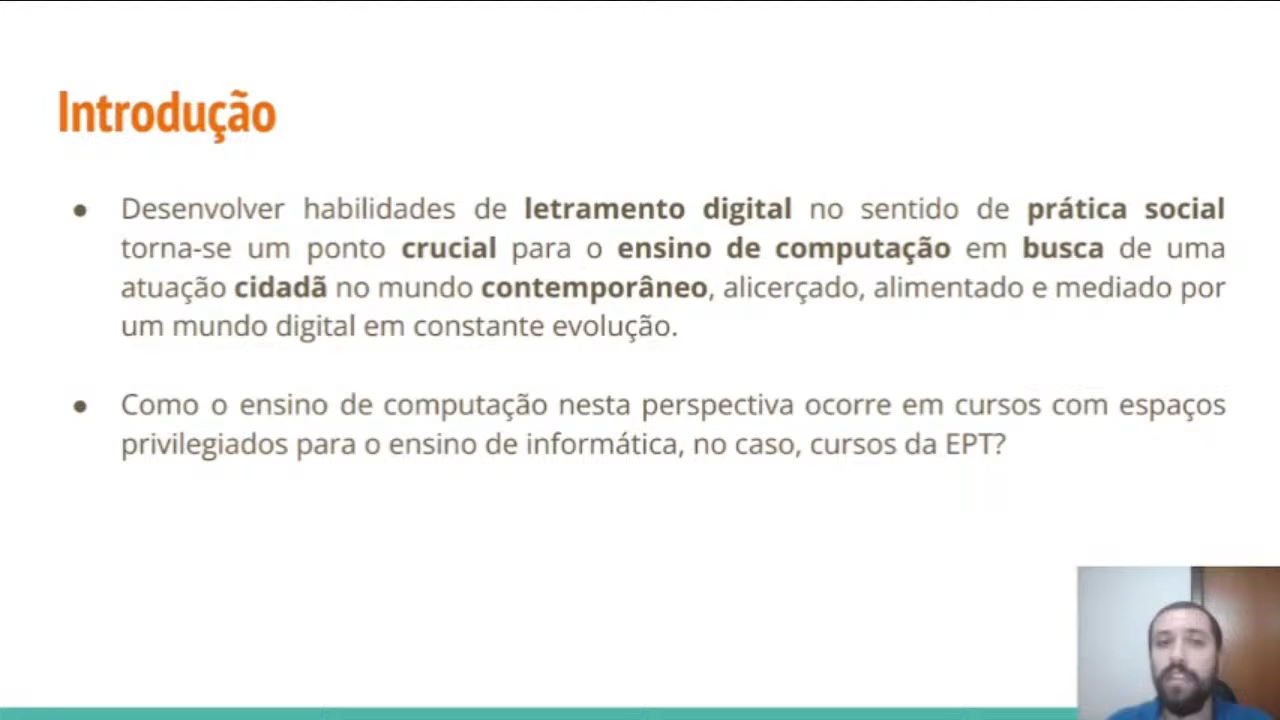 Introdução
● Desenvolver habilidades de letramento digital no sentido de prática social
torna-se um ponto crucial para o ensino de computação em busca de uma
atuação cidadã no mundo contemporâneo, alicerçado, alimentado e mediado por
um mundo digital em constante evolução.
● Como o ensino de computação nesta perspectiva ocorre em cursos com espaços
privilegiados para o ensino de informática, no caso, cursos da EPT?